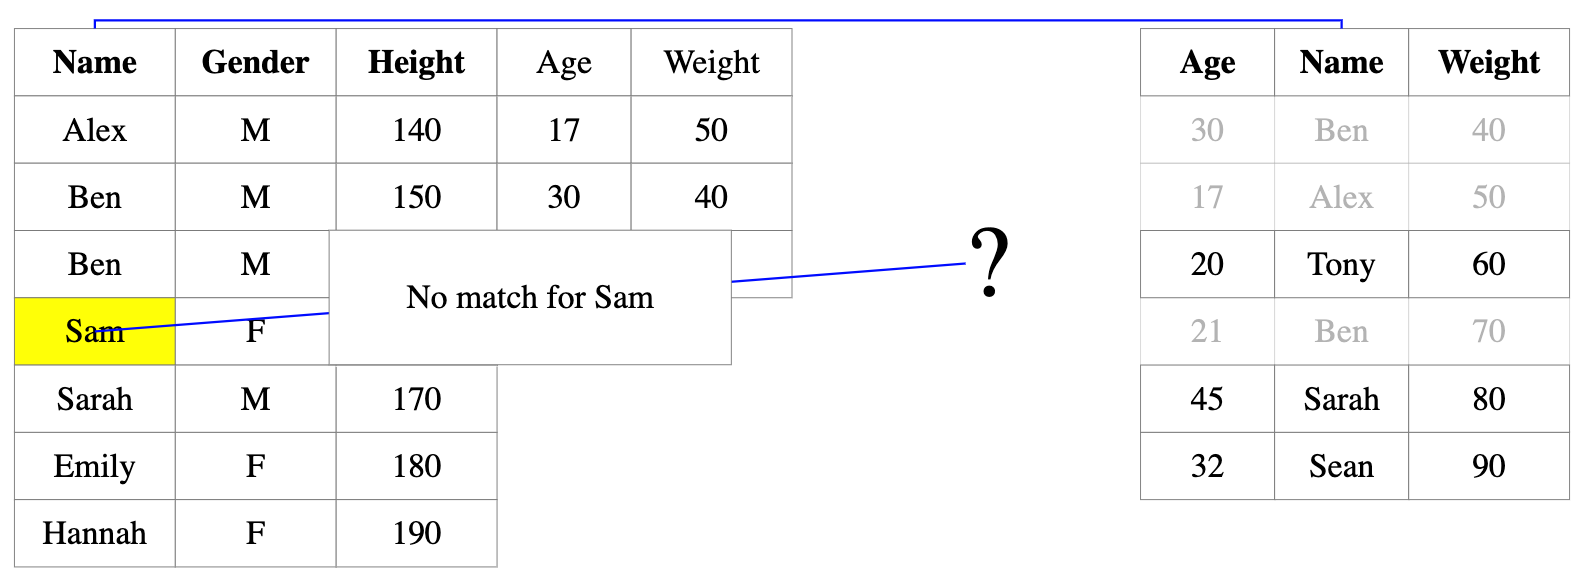 Name Gender Height Age Weight
Alex M 140 17 50
Ben M 150 30 40
Ben M
Sam F
No match for Sam
Sarah M 170
Emily F 180
Hannah F 190
?
Age Name Weight
30 Ben 40
17 Alex 50
20 Tony 60
21 Ben 70
45 Sarah 80
32 Sean 90